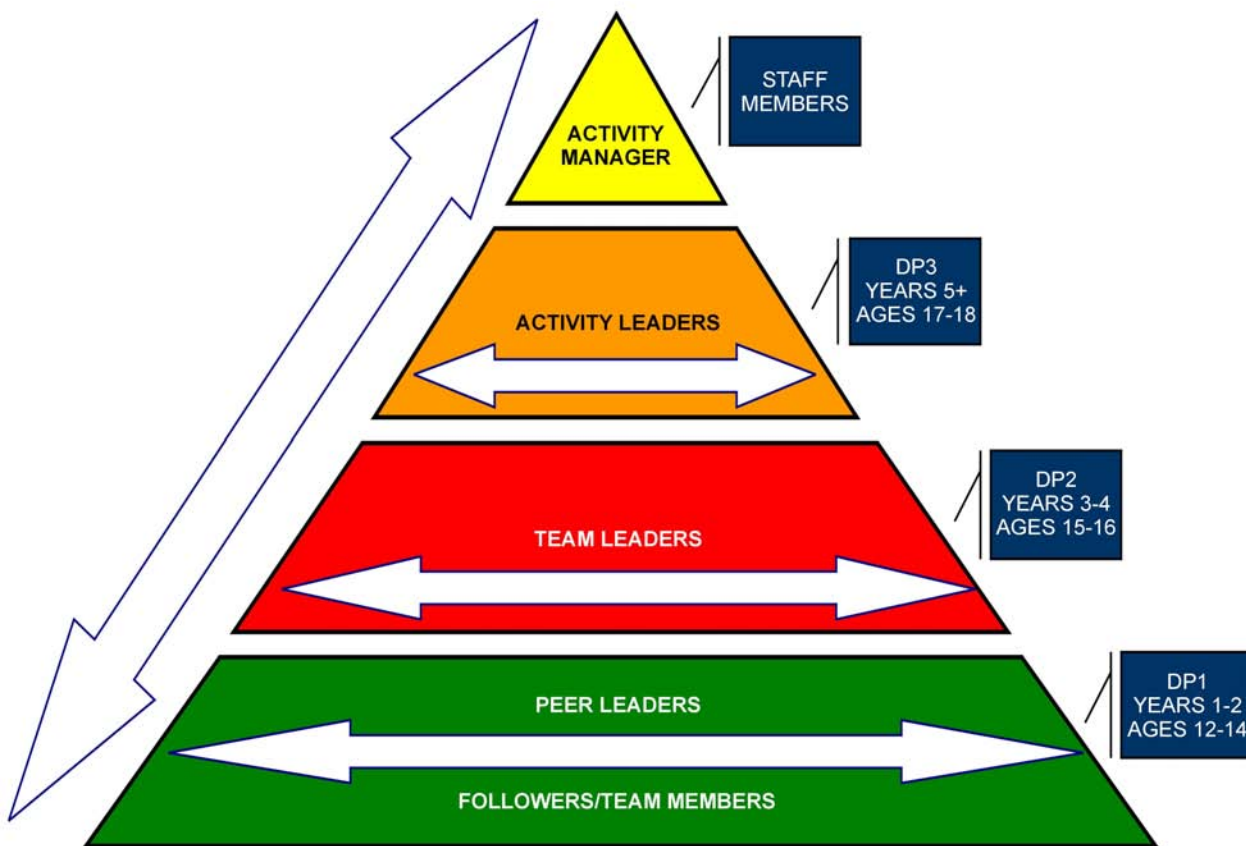 STAFF
MEMBERS
ACTIVITY
MANAGER
DP3
YEARS 5+
AGES 17-18
ACTIVITY LEADERS
DP2
YEARS 3-4
AGES 15-16
TEAM LEADERS
DP1
YEARS 1-2
AGES 12-14
PEER LEADERS
FOLLOWERS/TEAM MEMBERS